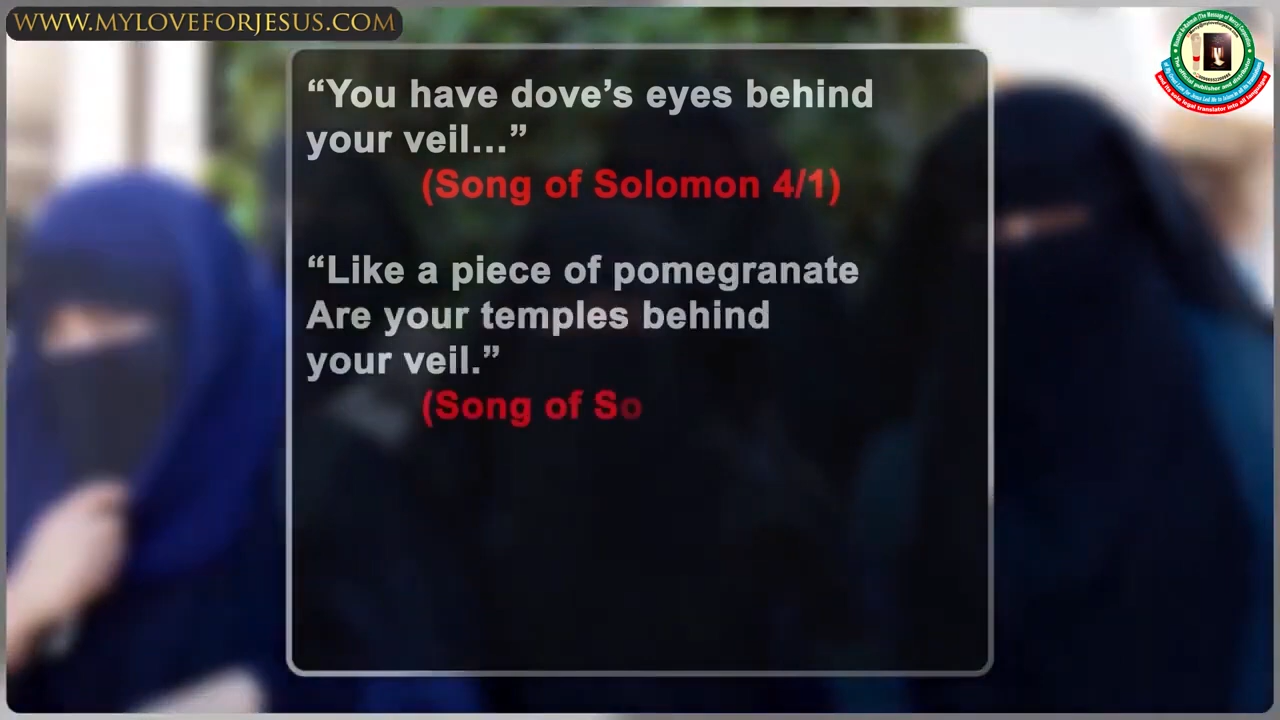 WWW.MYLOVEFORJESUS.COM
“You have dove’s eyes behind
your veil...”
(Song of Solomon 4/1)
“Like a piece of pomegranate
Are your temples behind
your veil.”
(Song of So